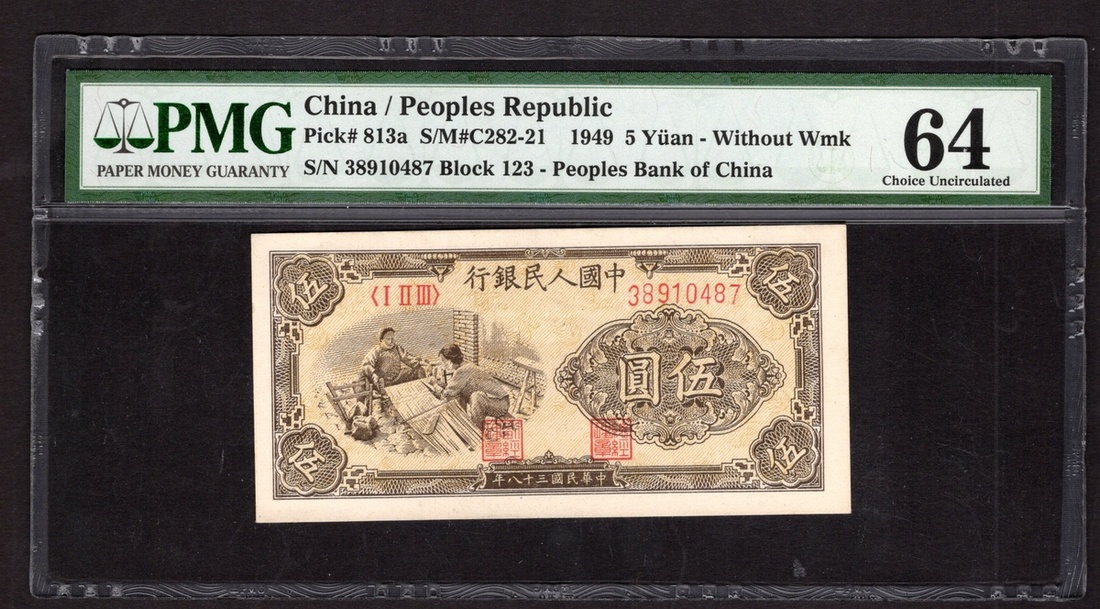 PMG
PAPER MONEY GUARANTY
China / Peoples Republic
Pick# 813a S/M#C282-21 1949 5 Yüan - Without Wmk
S/N 38910487 Block 123 - Peoples Bank of China
64
Choice Uncirculated
行銀民人國中
〈I II III〉
38910487
伍
伍
圓伍
伍
伍
年八十三國民華中